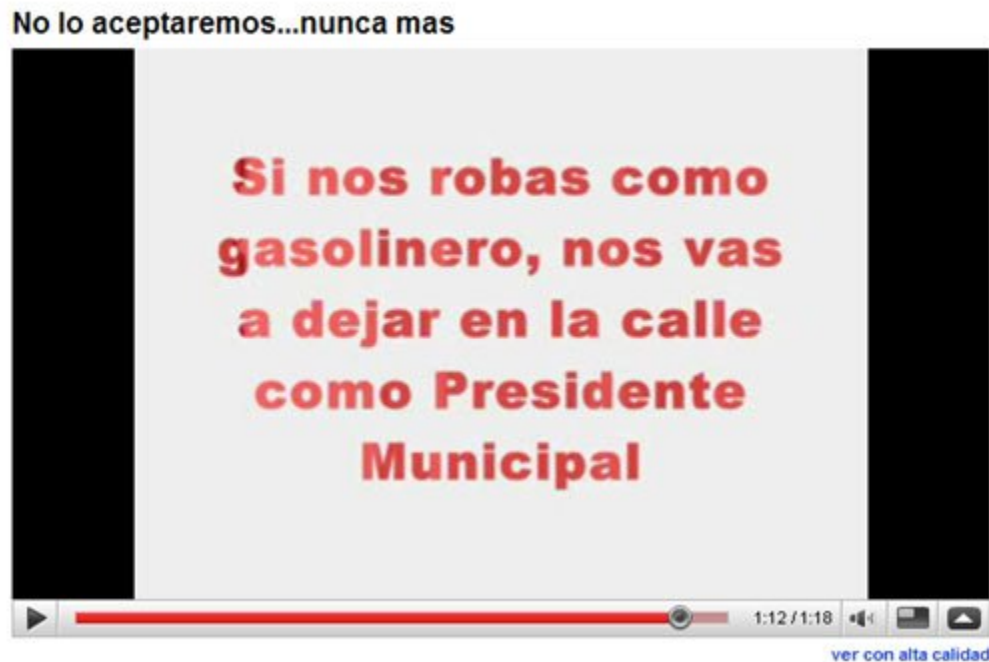 No lo aceptaremos...nunca mas
Si nos robas como
gasolinero, nos vas
a dejar en la calle
como Presidente
Municipal
1:12 / 1:18
ver con alta calidad